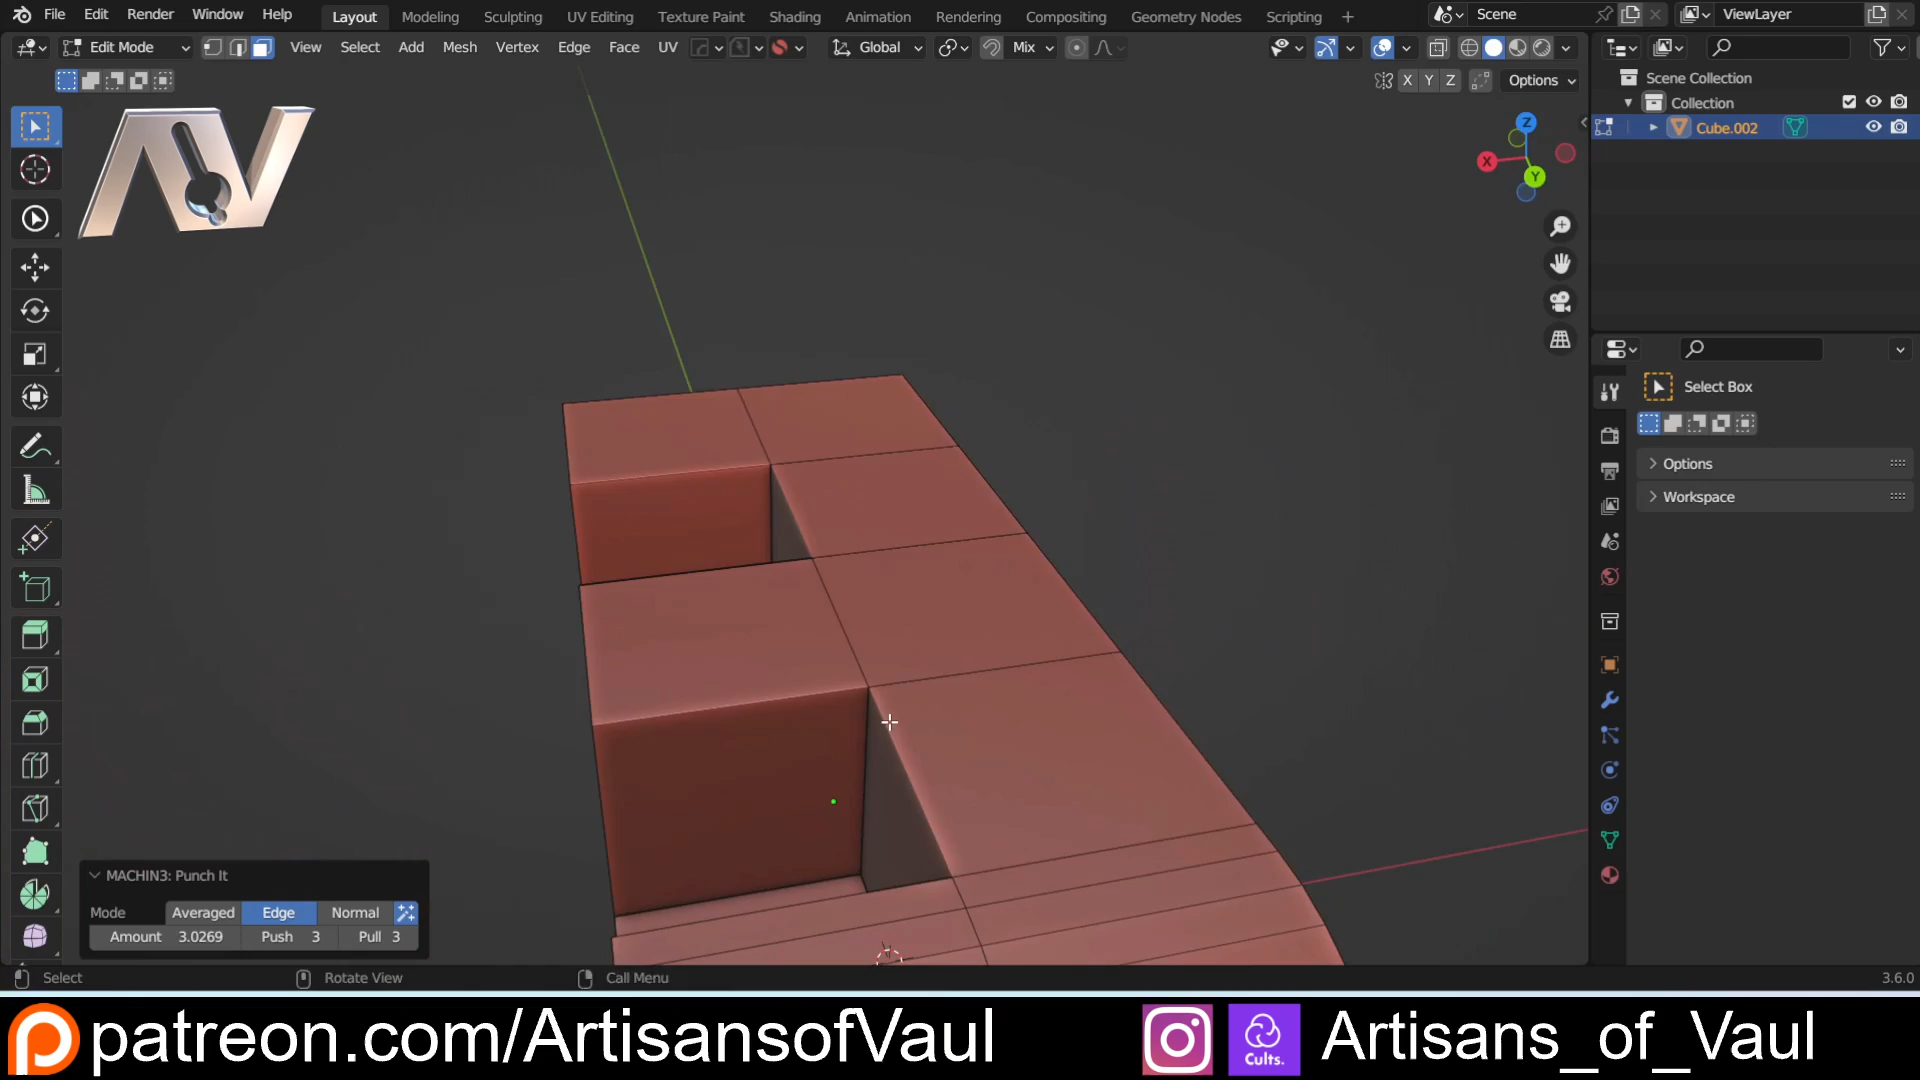 File Edit Render Window Help Layout Modeling Sculpting UV Editing Texture Paint Shading Animation Rendering Compositing Geometry Nodes Scripting + Scene ViewLayer
Edit Mode View Select Add Mesh Vertex Edge Face UV Global Mix
X Y Z Options
Scene Collection
Collection
Cube.002
Z
X
Y
Select Box
Options
Workspace
MACHIN3: Punch It
Mode Averaged Edge Normal
Amount 3.0269 Push 3 Pull 3
Select Rotate View Call Menu 3.6.0
patreon.com/ArtisansofVaul Cults. Artisans_of_Vaul